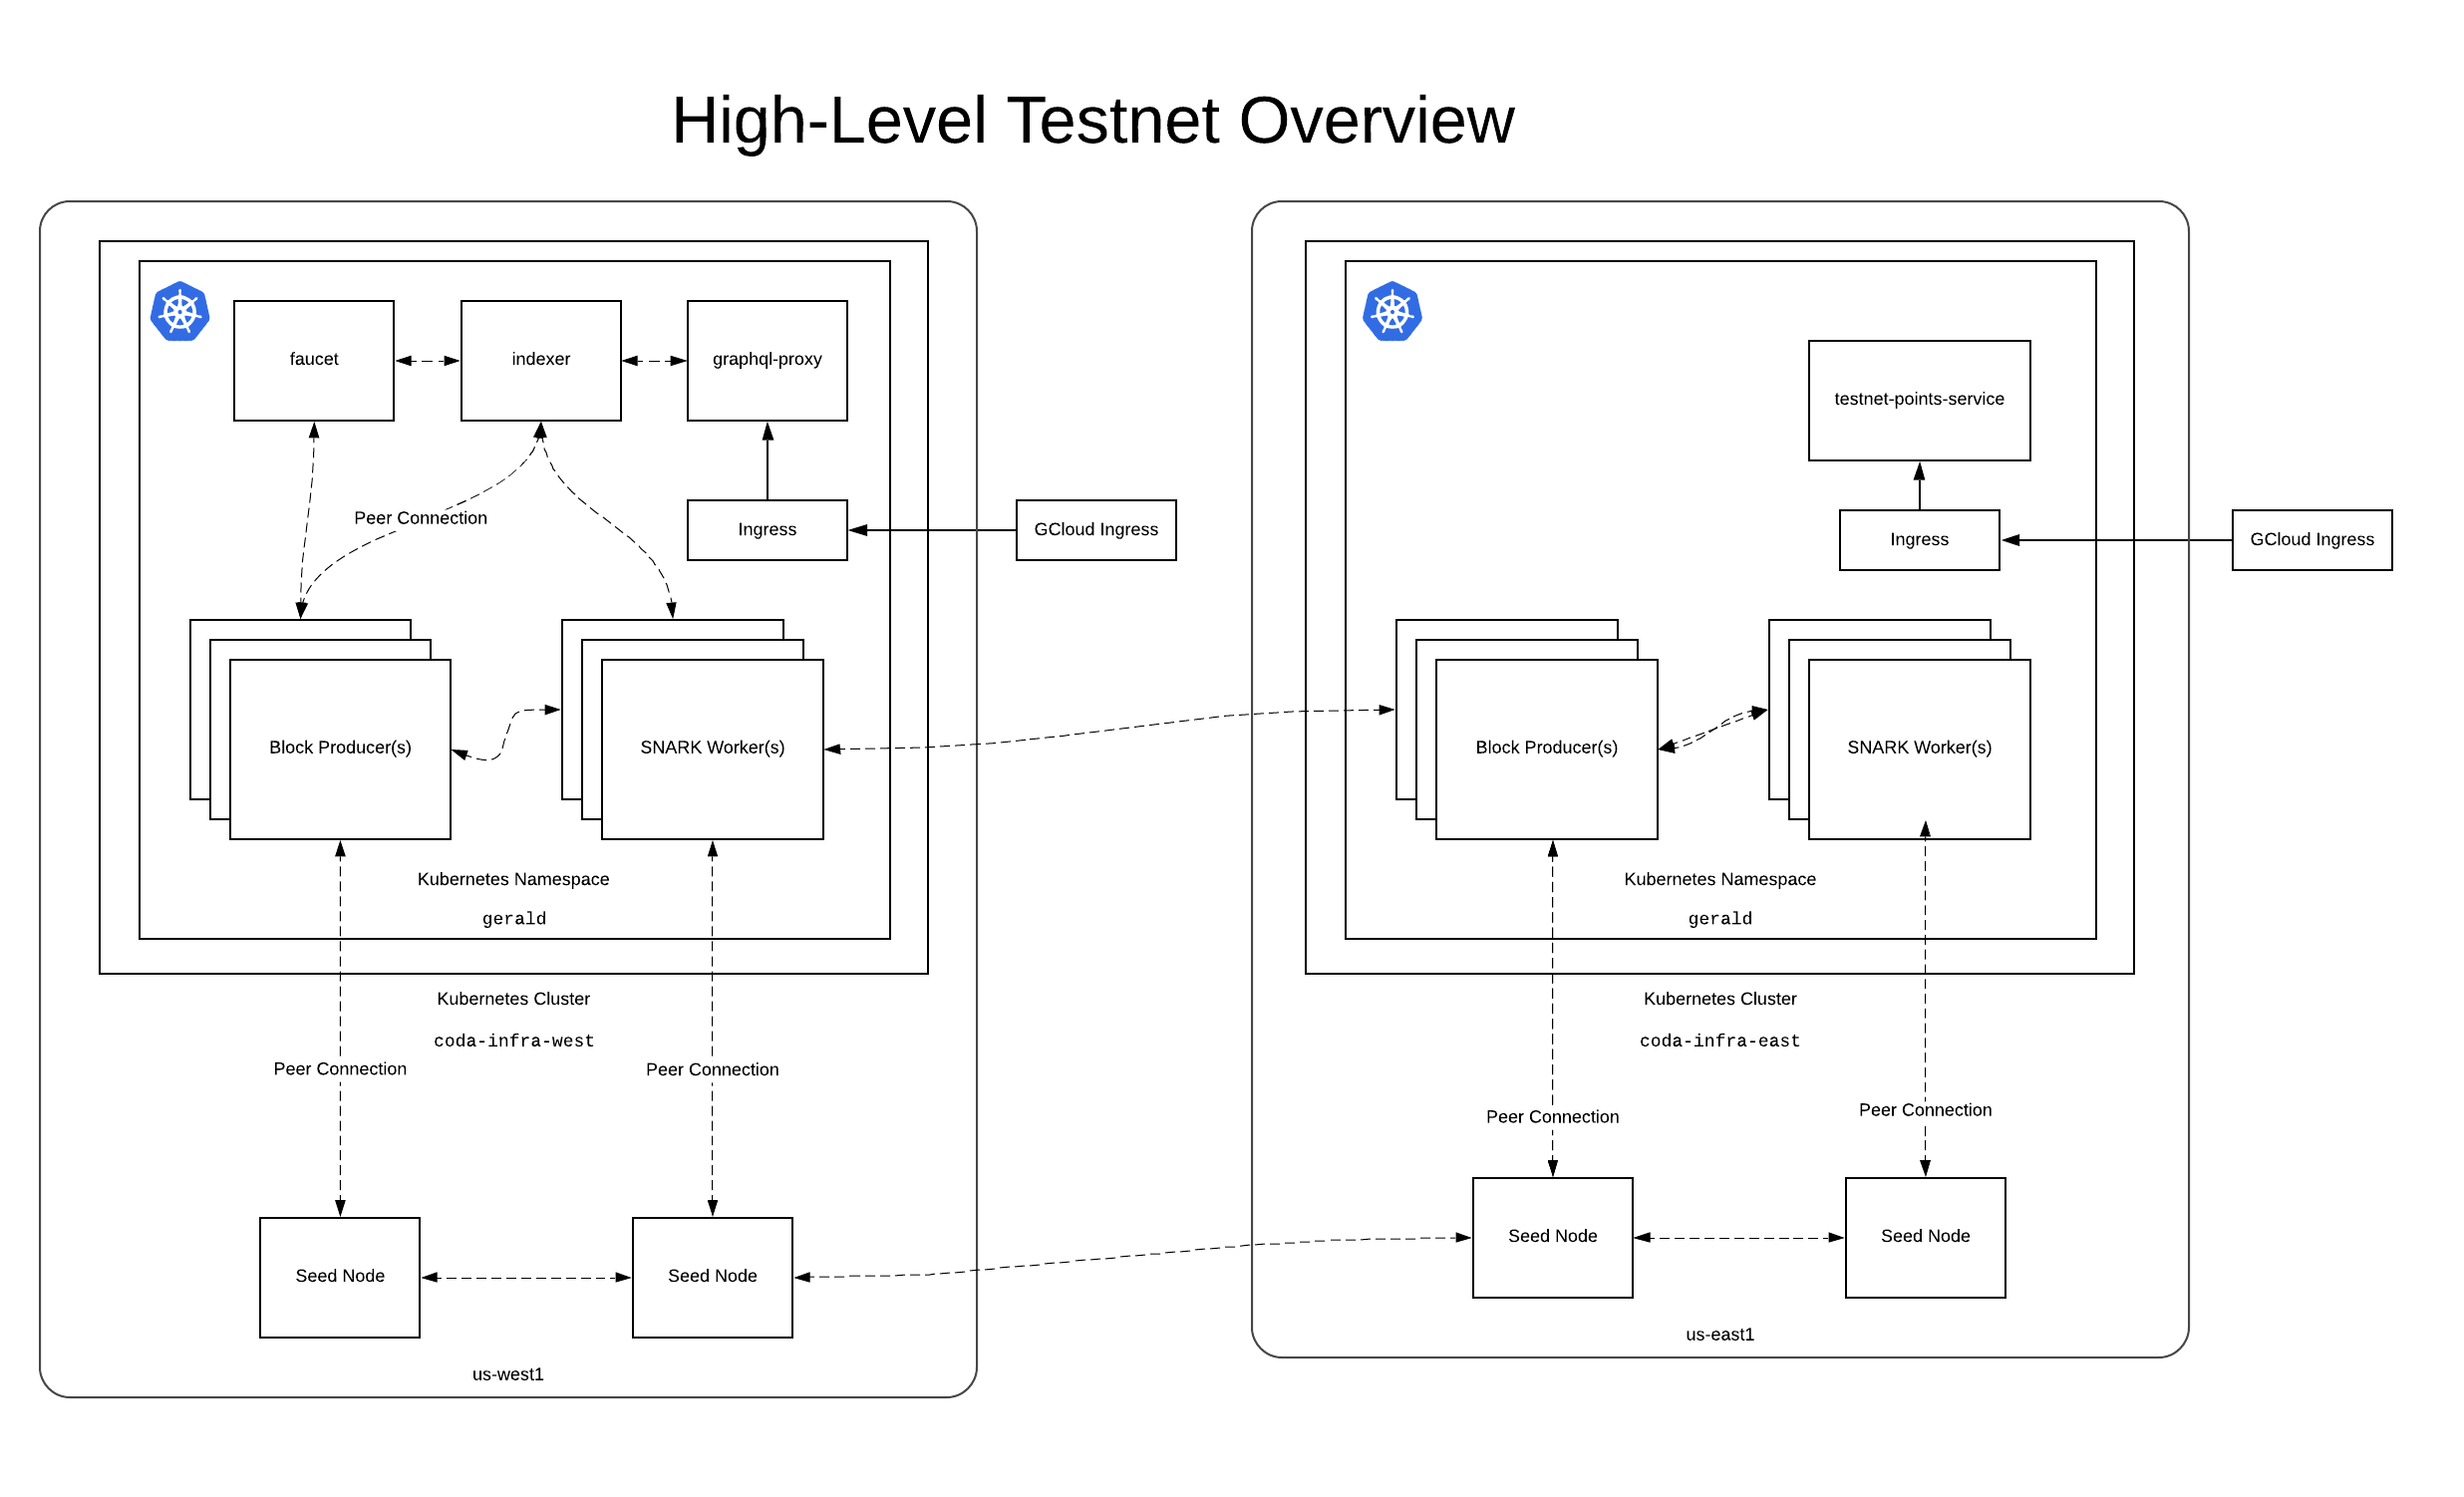 High-Level Testnet Overview
faucet
indexer
graphql-proxy
Peer Connection
Ingress
GCloud Ingress
Block Producer(s)
SNARK Worker(s)
Kubernetes Namespace
gerald
Kubernetes Cluster
coda-infra-west
Peer Connection
Peer Connection
Seed Node
Seed Node
us-west1
testnet-points-service
Ingress
GCloud Ingress
Block Producer(s)
SNARK Worker(s)
Kubernetes Namespace
gerald
Kubernetes Cluster
coda-infra-east
Peer Connection
Peer Connection
Seed Node
Seed Node
us-east1